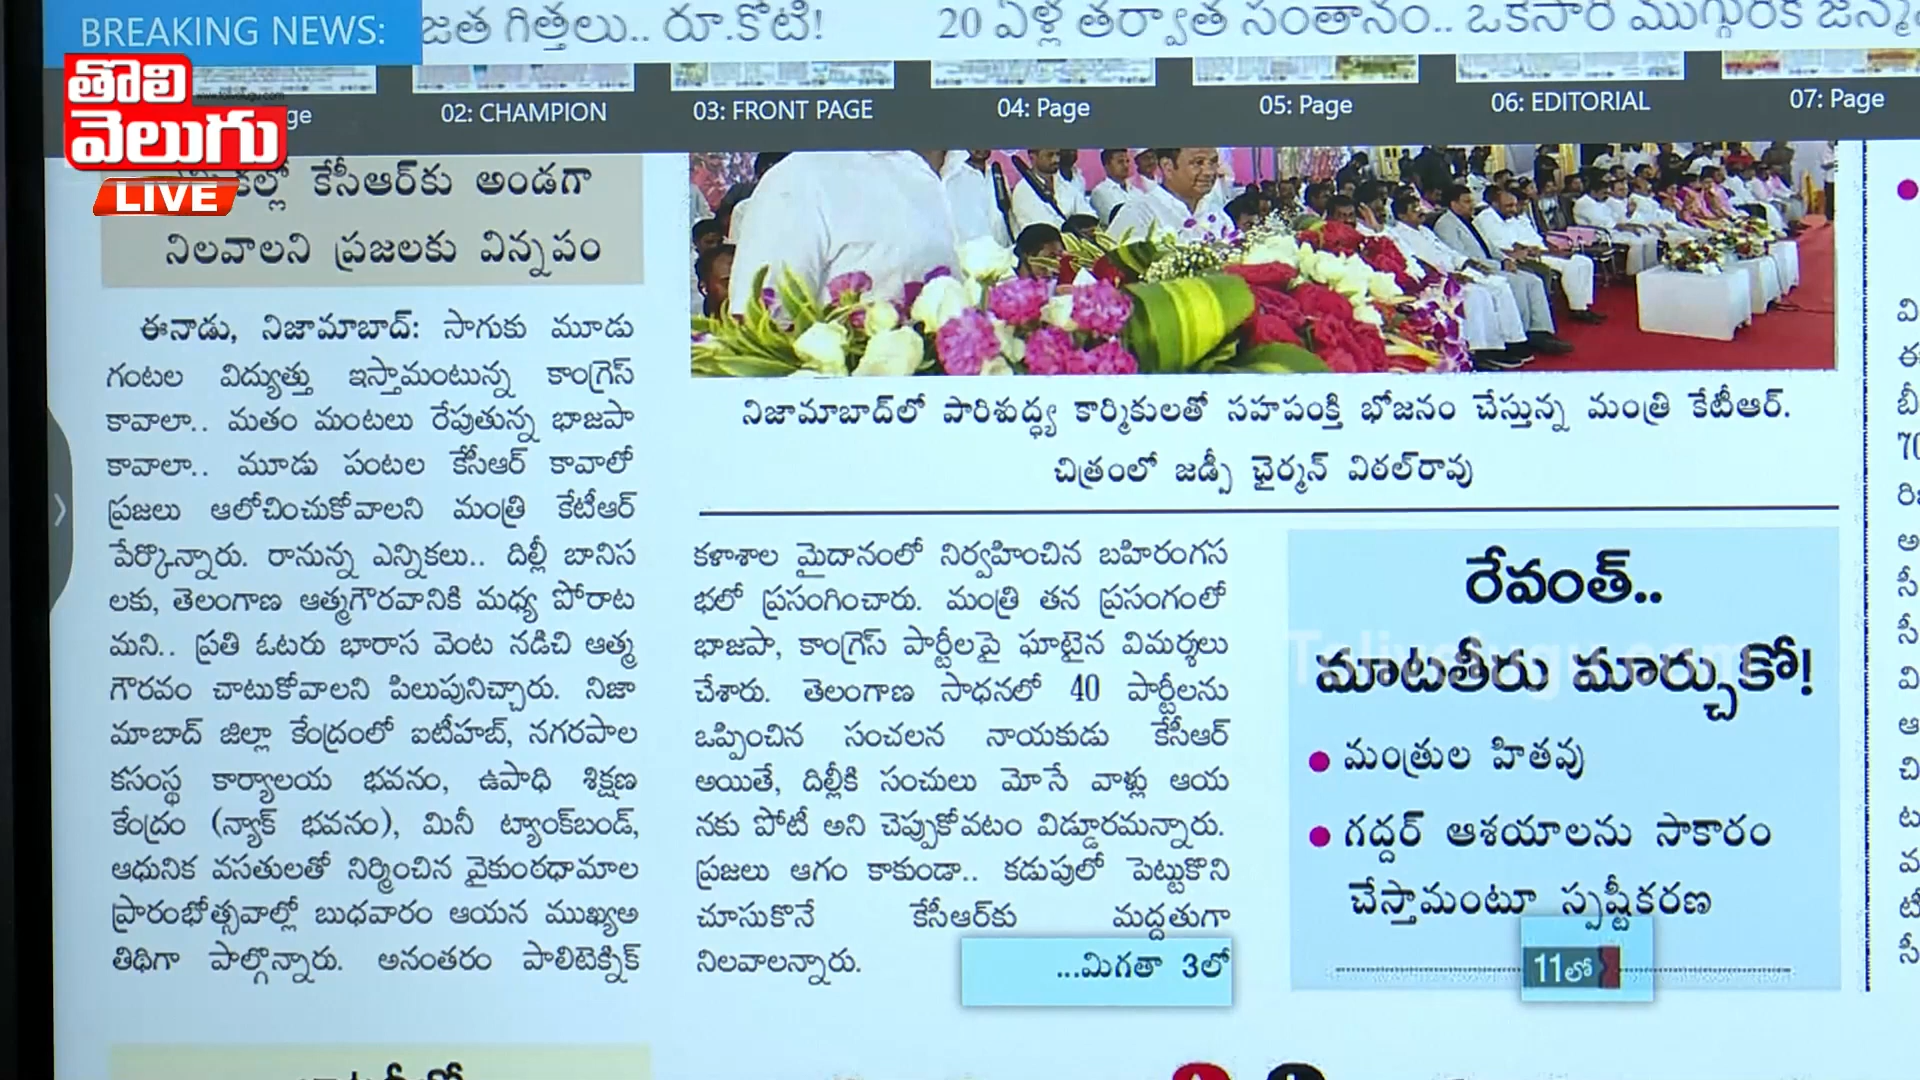 BREAKING NEWS: జత గిత్తలు.. రూ.కోటి! 20 ఏళ్ల తర్వాత సంతానం.. ఒకేసారి ముగ్గురికి
తొలి
వెలుగు
LIVE
02: CHAMPION
03: FRONT PAGE
04: Page
05: Page
06: EDITORIAL
07: Page
కేసీఆర్‌కు అండగా
నిలవాలని ప్రజలకు విన్నపం
ఈనాడు, నిజామాబాద్: సాగుకు మూడు
గంటల విద్యుత్తు ఇస్తామంటున్న కాంగ్రెస్
కావాలా.. మతం మంటలు రేపుతున్న భాజపా
కావాలా.. మూడు పంటల కేసీఆర్ కావాలో
ప్రజలు ఆలోచించుకోవాలని మంత్రి కేటీఆర్
పేర్కొన్నారు. రానున్న ఎన్నికలు.. దిల్లీ బానిస
లకు, తెలంగాణ ఆత్మగౌరవానికి మధ్య పోరాట
మని.. ప్రతి ఓటరు భారాస వెంట నడిచి ఆత్మ
గౌరవం చాటుకోవాలని పిలుపునిచ్చారు. నిజా
మాబాద్ జిల్లా కేంద్రంలో ఐటీహబ్, నగరపాల
కసంస్థ కార్యాలయ భవనం, ఉపాధి శిక్షణ
కేంద్రం (న్యాక్ భవనం), మినీ ట్యాంక్‌బండ్,
ఆధునిక వసతులతో నిర్మించిన వైకుంఠధామాల
ప్రారంభోత్సవాల్లో బుధవారం ఆయన ముఖ్యఅ
తిథిగా పాల్గొన్నారు. అనంతరం పాలిటెక్నిక్
నిజామాబాద్‌లో పారిశుద్ధ్య కార్మికులతో సహపంక్తి భోజనం చేస్తున్న మంత్రి కేటీఆర్.
చిత్రంలో జడ్పీ ఛైర్మన్ విఠల్‌రావు
కళాశాల మైదానంలో నిర్వహించిన బహిరంగస
భలో ప్రసంగించారు. మంత్రి తన ప్రసంగంలో
భాజపా, కాంగ్రెస్ పార్టీలపై ఘాటైన విమర్శలు
చేశారు. తెలంగాణ సాధనలో 40 పార్టీలను
ఒప్పించిన సంచలన నాయకుడు కేసీఆర్
అయితే, దిల్లీకి సంచులు మోసే వాళ్లు ఆయ
నకు పోటీ అని చెప్పుకోవటం విడ్డూరమన్నారు.
ప్రజలు ఆగం కాకుండా.. కడుపులో పెట్టుకొని
చూసుకొనే కేసీఆర్‌కు మద్దతుగా
నిలవాలన్నారు. ...మిగతా 3లో
రేవంత్..
మాటతీరు మార్చుకో!
మంత్రుల హితవు
గద్దర్ ఆశయాలను సాకారం
చేస్తామంటూ స్పష్టీకరణ
11లో